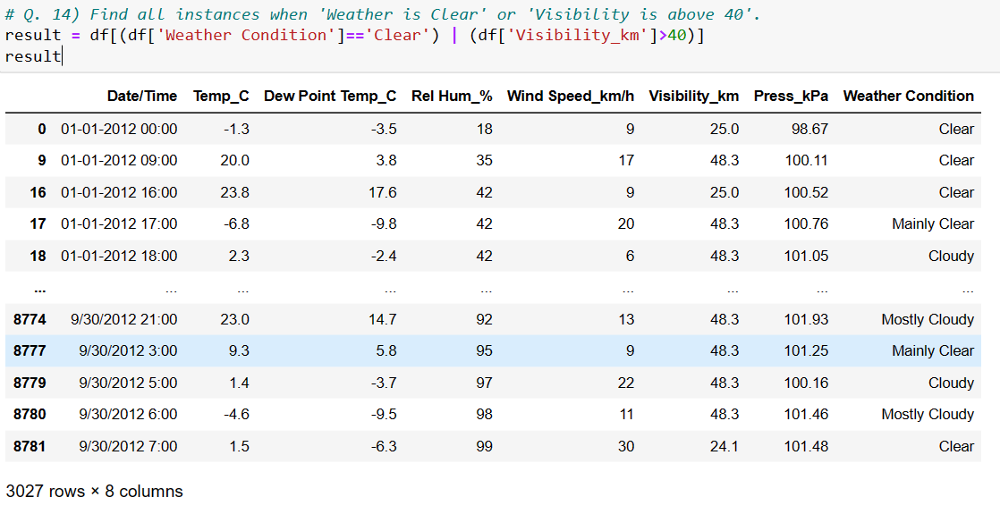 # Q. 14) Find all instances when 'Weather is Clear' or 'Visibility is above 40'.
result = df[(df['Weather Condition']=='Clear') | (df['Visibility_km']>40)]
result
Date/Time Temp_C Dew Point Temp_C Rel Hum_% Wind Speed_km/h Visibility_km Press_kPa Weather Condition
0 01-01-2012 00:00 -1.3 -3.5 18 9 25.0 98.67 Clear
9 01-01-2012 09:00 20.0 3.8 35 17 48.3 100.11 Clear
16 01-01-2012 16:00 23.8 17.6 42 9 25.0 100.52 Clear
17 01-01-2012 17:00 -6.8 -9.8 42 20 48.3 100.76 Mainly Clear
18 01-01-2012 18:00 2.3 -2.4 42 6 48.3 101.05 Cloudy
... ... ... ... ... ... ... ... ...
8774 9/30/2012 21:00 23.0 14.7 92 13 48.3 101.93 Mostly Cloudy
8777 9/30/2012 3:00 9.3 5.8 95 9 48.3 101.25 Mainly Clear
8779 9/30/2012 5:00 1.4 -3.7 97 22 48.3 100.16 Cloudy
8780 9/30/2012 6:00 -4.6 -9.5 98 11 48.3 101.46 Mostly Cloudy
8781 9/30/2012 7:00 1.5 -6.3 99 30 24.1 101.48 Clear
3027 rows × 8 columns